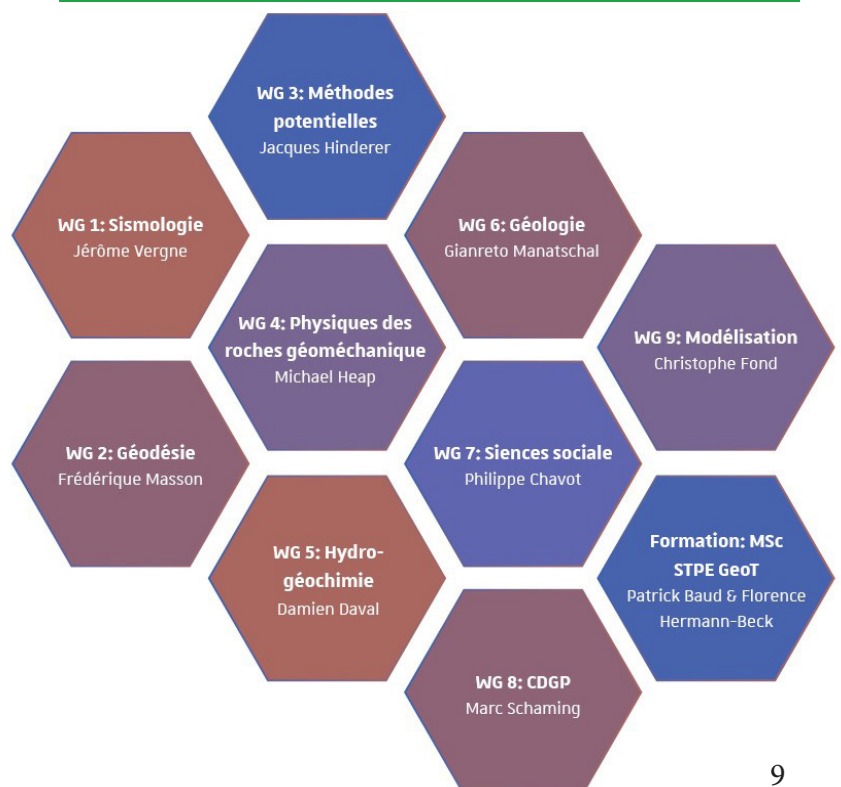 WG 3: Méthodes
potentielles
Jacques Hinderer
WG 1: Sismologie
Jérôme Vergne
WG 6: Géologie
Gianreto Manatschal
WG 4: Physiques des
roches géoméchanique
Michael Heap
WG 9: Modélisation
Christophe Fond
WG 2: Géodésie
Frédérique Masson
WG 7: Siences sociale
Philippe Chavot
WG 5: Hydro-
géochimie
Damien Daval
Formation: MSc
STPE GeoT
Patrick Baud & Florence
Hermann-Beck
WG 8: CDGP
Marc Schaming
9